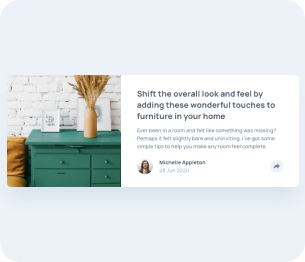 Shift the overall look and feel by
adding these wonderful touches to
furniture in your home
Ever been in a room and felt like something was missing?
Perhaps it felt slightly bare and uninviting. I've got some
simple tips to help you make any room feel complete.
Michelle Appleton
28 Jun 2020